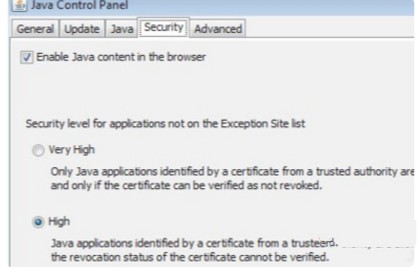 Java Control Panel
General Update Java Security Advanced
Enable Java content in the browser
Security level for applications not on the Exception Site list
Very High
Only Java applications identified by a certificate from a trusted authority are
and only if the certificate can be verified as not revoked.
High
Java applications identified by a certificate from a
the revocation status of the certificate cannot be verified.